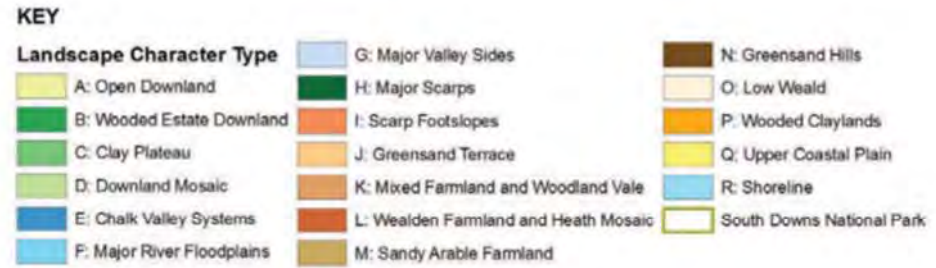 KEY
Landscape Character Type
A: Open Downland
B: Wooded Estate Downland
C: Clay Plateau
D: Downland Mosaic
E: Chalk Valley Systems
F: Major River Floodplains
G: Major Valley Sides
H: Major Scarps
I: Scarp Footslopes
J: Greensand Terrace
K: Mixed Farmland and Woodland Vale
L: Wealden Farmland and Heath Mosaic
M: Sandy Arable Farmland
N: Greensand Hills
O: Low Weald
P: Wooded Claylands
Q: Upper Coastal Plain
R: Shoreline
South Downs National Park